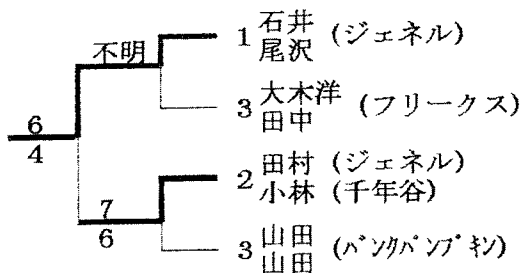 1 石井 尾沢 (ジェネル)
不明
3 大木洋 田中 (フリークス)
6
4
2 田村 (ジェネル)
小林 (千年谷)
7
6
3 山田 山田 (パンクパンプキン)